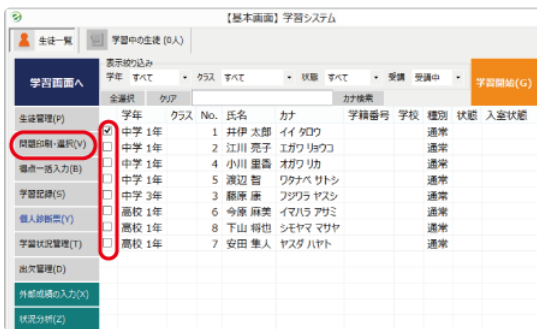 【基本画面】学習システム
生徒一覧 学習中の生徒 (0人)
学習画面へ
表示絞り込み
学年 すべて クラス すべて 状態 すべて 受講 受講中
学習開始(G)
全選択 クリア カナ検索
学年 クラス No. 氏名 カナ 学籍番号 学校 種別 状態 入室状態
中学 1年 1 井伊 太郎 イイ タロウ 通常
中学 1年 2 江川 亮子 エガワ リョウコ 通常
中学 1年 4 小川 里香 オガワ リカ 通常
中学 1年 5 渡辺 智 ワタナベ サトシ 通常
中学 3年 3 藤原 康 フジワラ ヤスシ 通常
高校 1年 6 今原 麻美 イマハラ アサミ 通常
高校 1年 8 下山 将也 シモヤマ マサヤ 通常
高校 1年 7 安田 隼人 ヤスダ ハヤト 通常
生徒管理(P)
問題印刷・選択(V)
得点一括入力(B)
学習記録(S)
個人診断票(Y)
学習状況管理(T)
出欠管理(D)
外部成績の入力(X)
状況分析(Z)